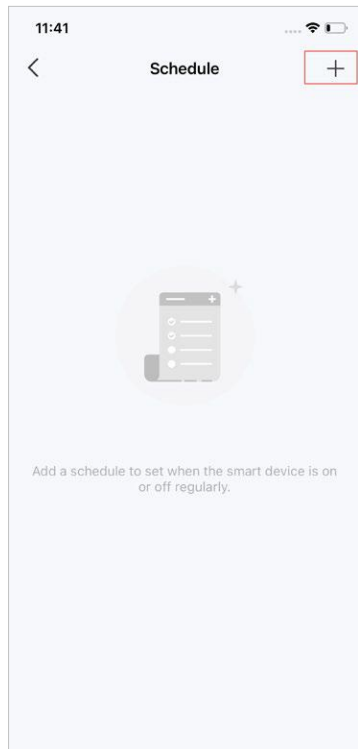 11:41
Schedule
Add a schedule to set when the smart device is on
or off regularly.